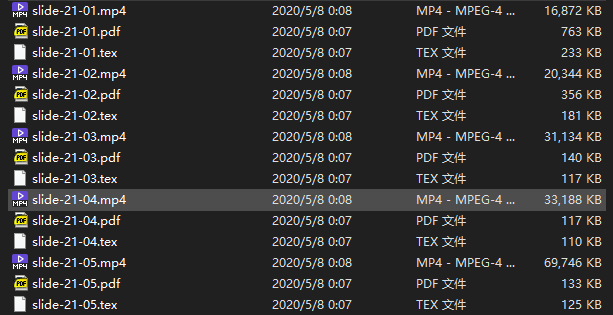 slide-21-01.mp4 2020/5/8 0:08 MP4 - MPEG-4 ... 16,872 KB
PDF slide-21-01.pdf 2020/5/8 0:07 PDF 文件 763 KB
slide-21-01.tex 2020/5/8 0:07 TEX 文件 233 KB
MP4 slide-21-02.mp4 2020/5/8 0:08 MP4 - MPEG-4 ... 20,344 KB
PDF slide-21-02.pdf 2020/5/8 0:07 PDF 文件 356 KB
slide-21-02.tex 2020/5/8 0:07 TEX 文件 181 KB
MP4 slide-21-03.mp4 2020/5/8 0:08 MP4 - MPEG-4 ... 31,134 KB
PDF slide-21-03.pdf 2020/5/8 0:07 PDF 文件 140 KB
slide-21-03.tex 2020/5/8 0:07 TEX 文件 117 KB
MP4 slide-21-04.mp4 2020/5/8 0:08 MP4 - MPEG-4 ... 33,188 KB
PDF slide-21-04.pdf 2020/5/8 0:07 PDF 文件 117 KB
slide-21-04.tex 2020/5/8 0:07 TEX 文件 110 KB
MP4 slide-21-05.mp4 2020/5/8 0:08 MP4 - MPEG-4 ... 69,746 KB
PDF slide-21-05.pdf 2020/5/8 0:07 PDF 文件 133 KB
slide-21-05.tex 2020/5/8 0:07 TEX 文件 125 KB